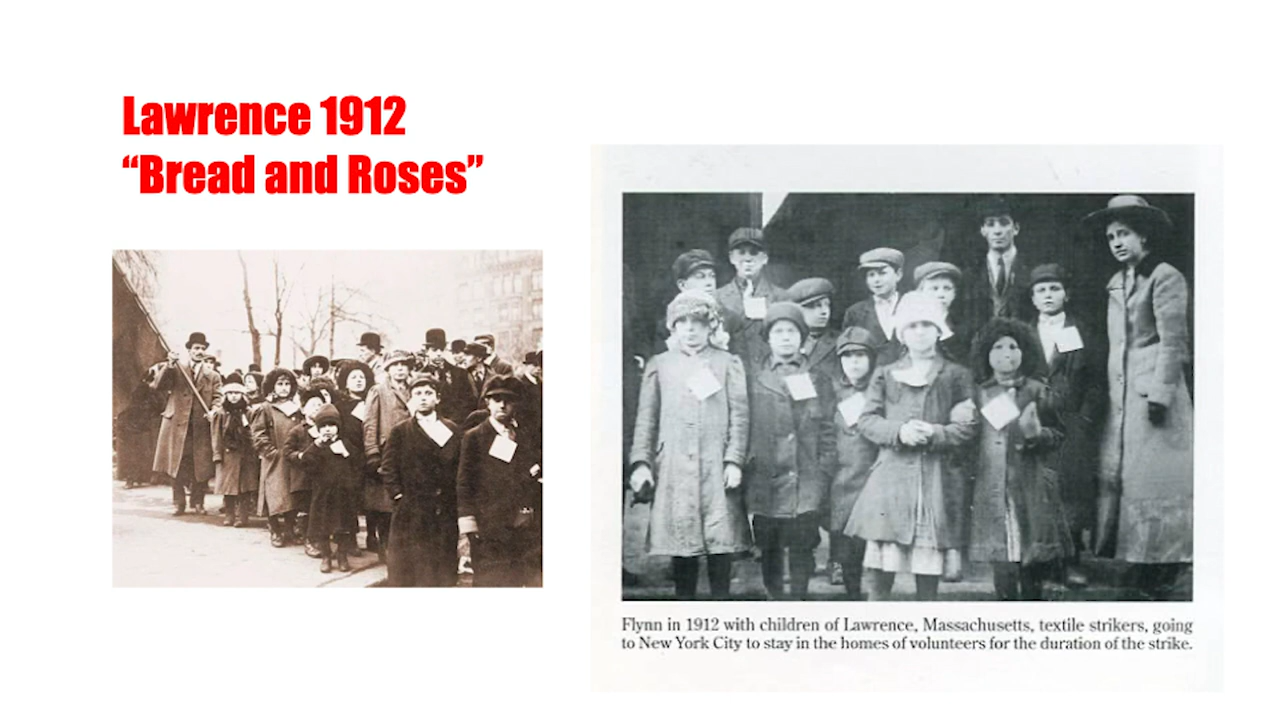 Lawrence 1912
“Bread and Roses”
Flynn in 1912 with children of Lawrence, Massachusetts, textile strikers, going
to New York City to stay in the homes of volunteers for the duration of the strike.